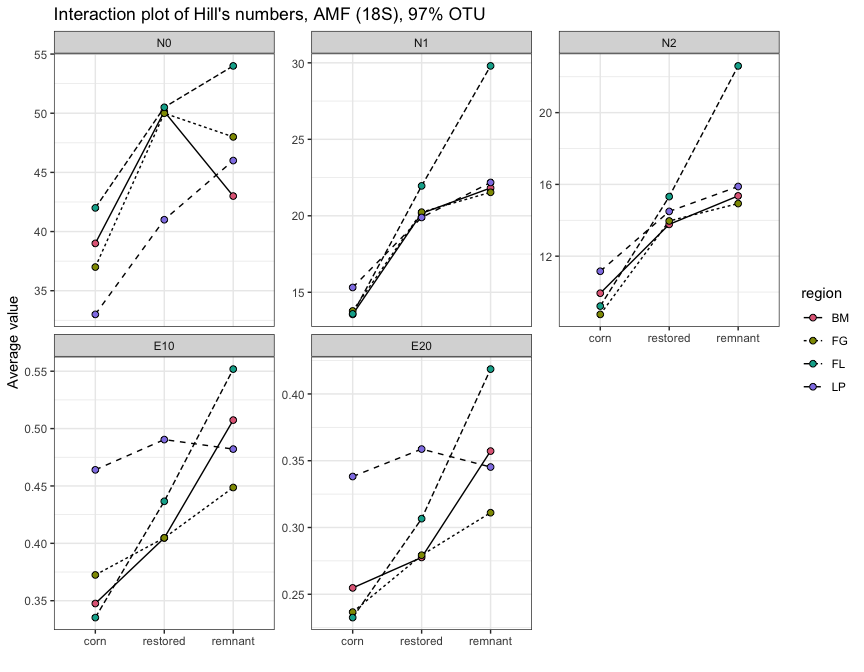 Interaction plot of Hill's numbers, AMF (18S), 97% OTU
N0
N1
N2
55
50
45
40
35
30
25
20
15
20
16
12
corn
restored
remnant
Average value
E10
E20
0.55
0.50
0.45
0.40
0.35
0.40
0.35
0.30
0.25
corn
restored
remnant
corn
restored
remnant
region
BM
FG
FL
LP